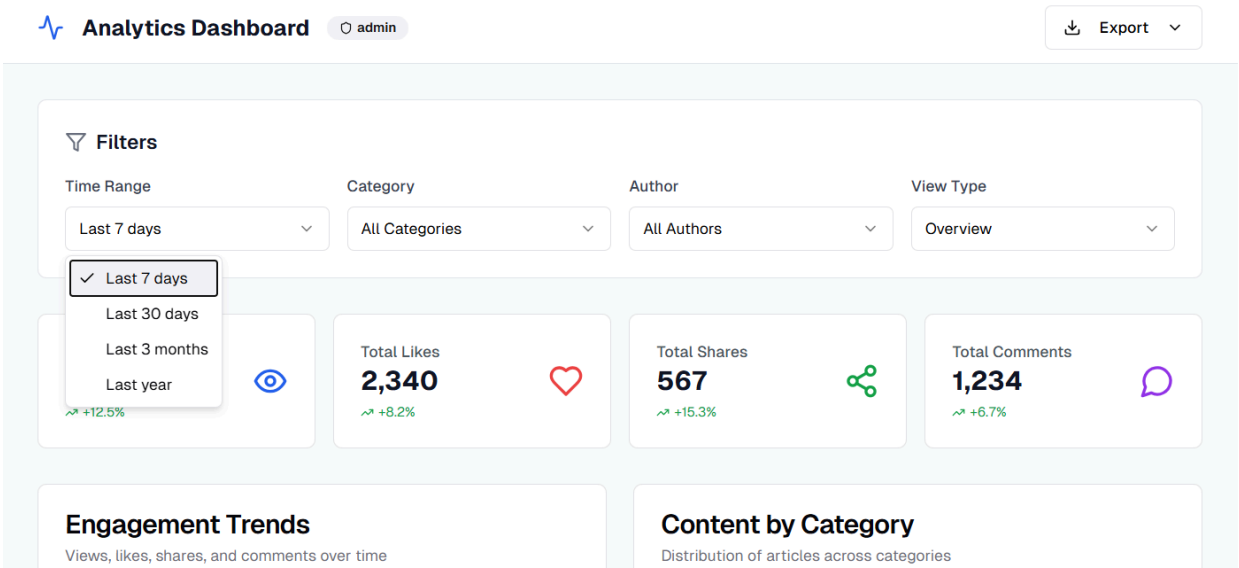 Analytics Dashboard
admin
Export
Filters
Time Range
Category
Author
View Type
Last 7 days
All Categories
All Authors
Overview
Last 7 days
Last 30 days
Last 3 months
Last year
+12.5%
Total Likes
2,340
+8.2%
Total Shares
567
+15.3%
Total Comments
1,234
+6.7%
Engagement Trends
Views, likes, shares, and comments over time
Content by Category
Distribution of articles across categories